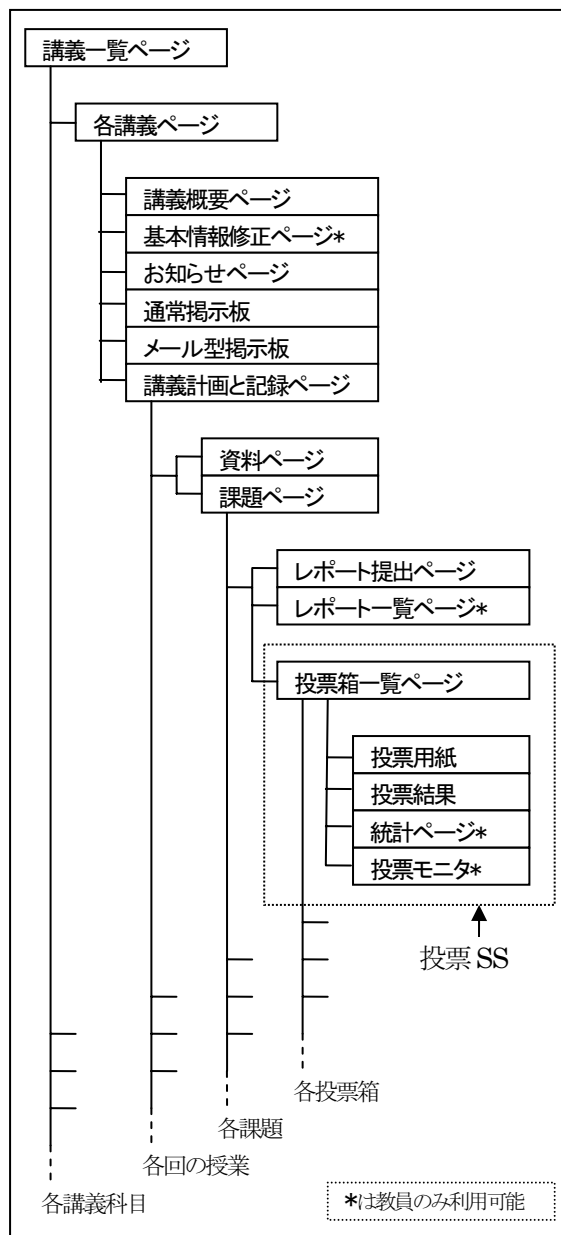 講義一覧ページ
各講義ページ
講義概要ページ
基本情報修正ページ*
お知らせページ
通常掲示板
メール型掲示板
講義計画と記録ページ
資料ページ
課題ページ
レポート提出ページ
レポート一覧ページ*
投票箱一覧ページ
投票用紙
投票結果
統計ページ*
投票モニタ*
投票 SS
各投票箱
各課題
各回の授業
各講義科目
*は教員のみ利用可能